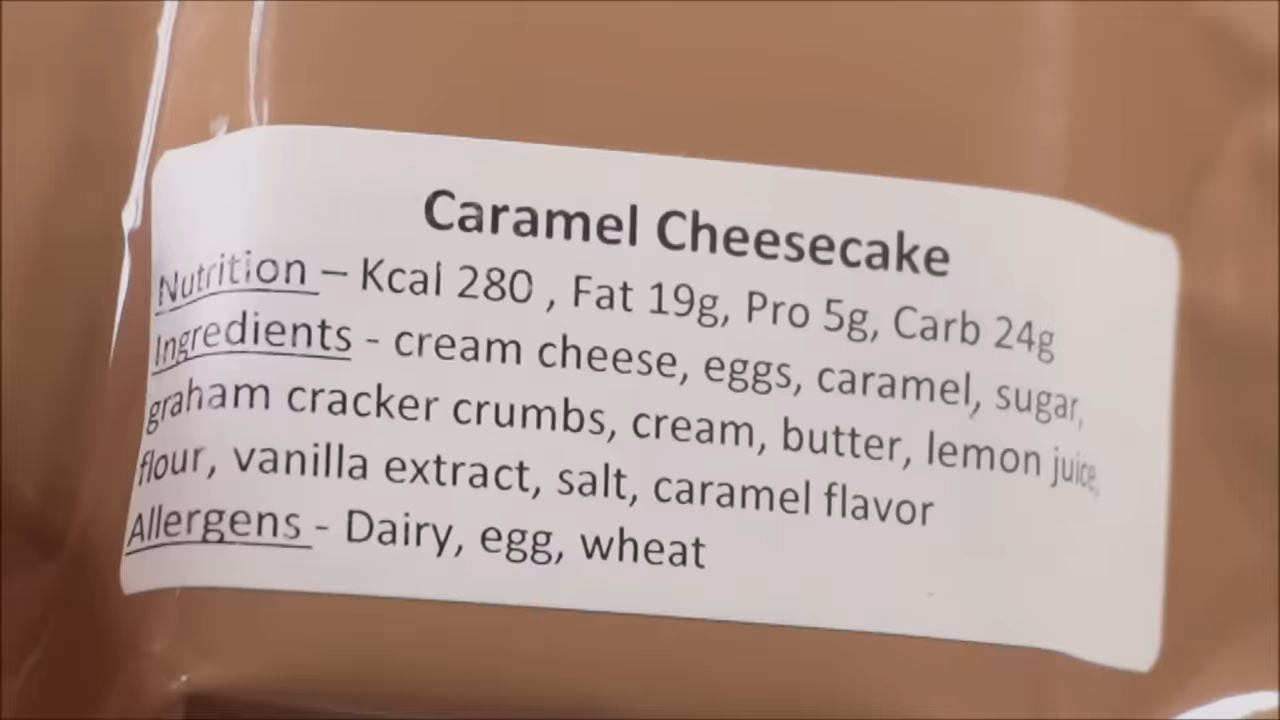 Caramel Cheesecake
Nutrition – Kcal 280 , Fat 19g, Pro 5g, Carb 24g
Ingredients - cream cheese, eggs, caramel, sugar,
graham cracker crumbs, cream, butter, lemon juice,
flour, vanilla extract, salt, caramel flavor
Allergens - Dairy, egg, wheat